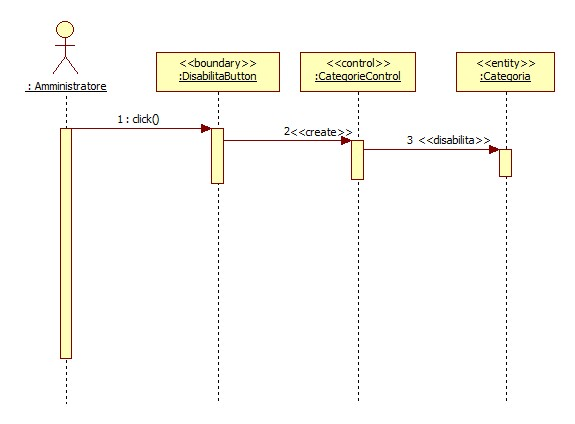 <<boundary>>
:DisabilitaButton
<<control>>
:CategorieControl
<<entity>>
:Categoria
: Amministratore
1 : click()
2<<create>>
3 <<disabilita>>